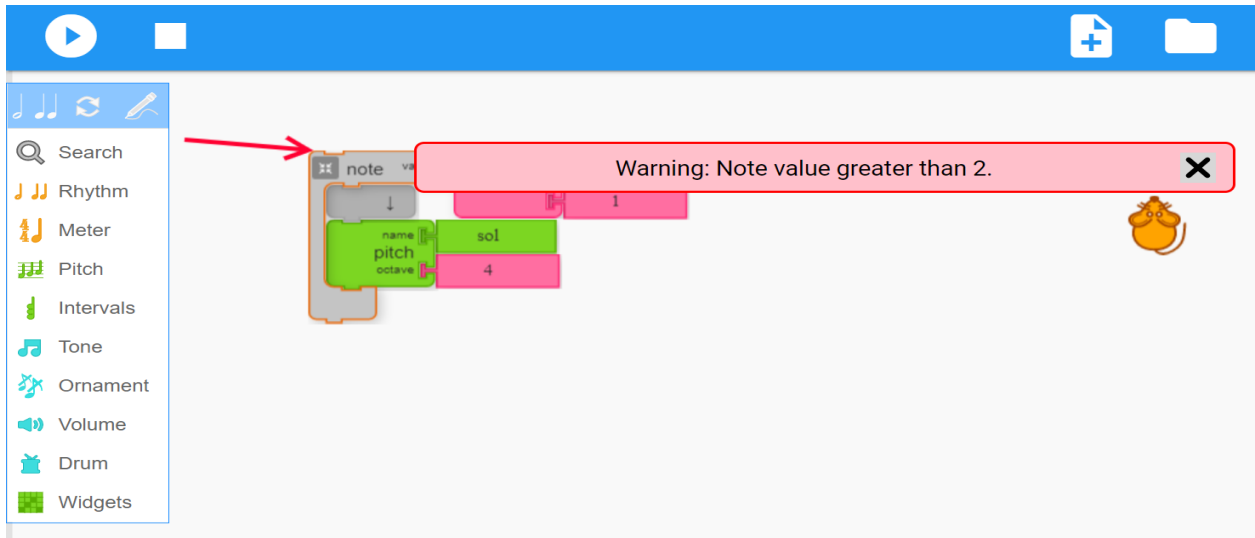 Search
Rhythm
Meter
Pitch
Intervals
Tone
Ornament
Volume
Drum
Widgets
note
Warning: Note value greater than 2.
1
name sol
pitch
octave 4